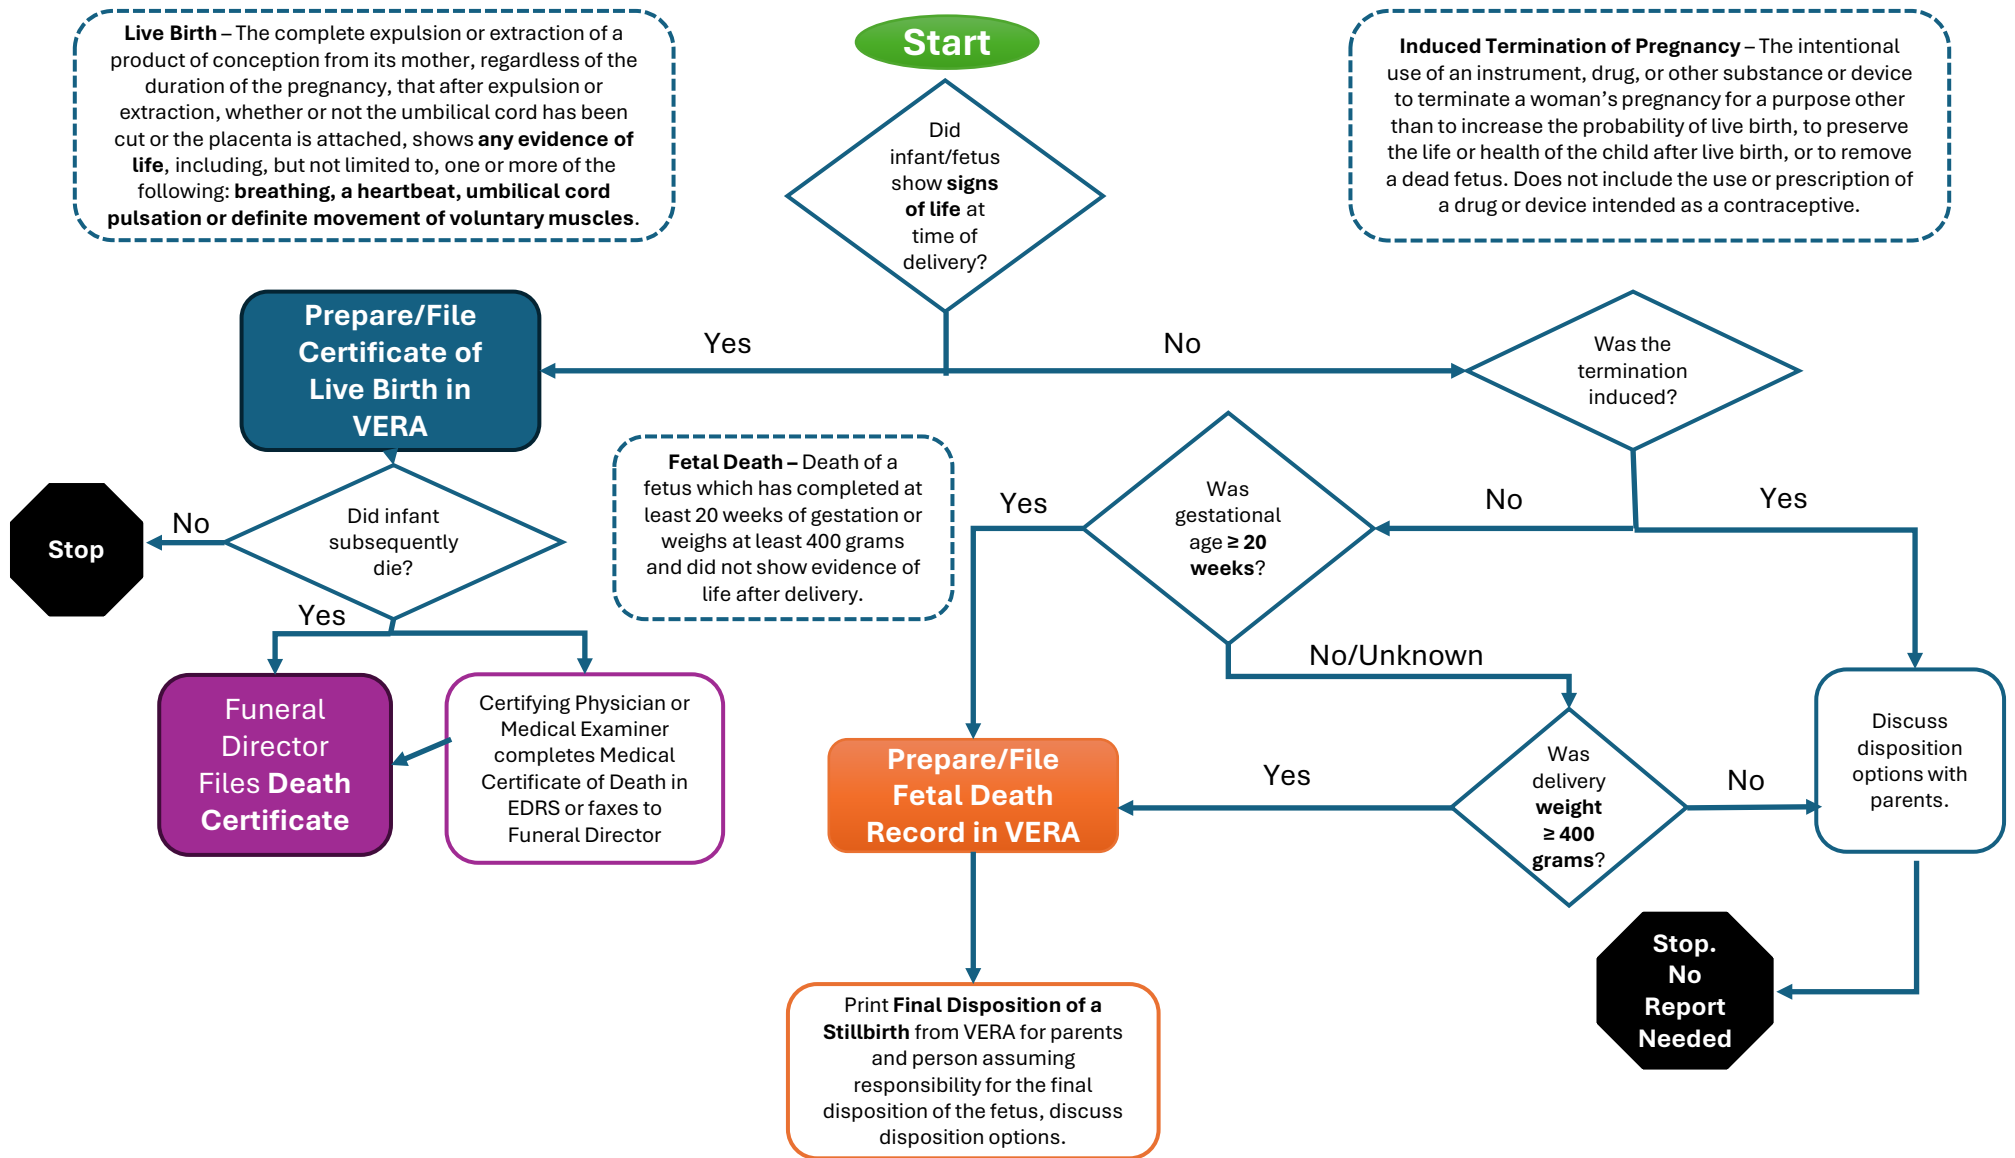 Live Birth – The complete expulsion or extraction of a
product of conception from its mother, regardless of the
duration of the pregnancy, that after expulsion or
extraction, whether or not the umbilical cord has been
cut or the placenta is attached, shows any evidence of
life, including, but not limited to, one or more of the
following: breathing, a heartbeat, umbilical cord
pulsation or definite movement of voluntary muscles.
Start
Induced Termination of Pregnancy – The intentional
use of an instrument, drug, or other substance or device
to terminate a woman's pregnancy for a purpose other
than to increase the probability of live birth, to preserve
the life or health of the child after live birth, or to remove
a dead fetus. Does not include the use or prescription of
a drug or device intended as a contraceptive.
Did
infant/fetus
show signs
of life at
time of
delivery?
Yes
No
Prepare/File
Certificate of
Live Birth in
VERA
Was the
termination
induced?
Did infant
subsequently
die?
No
Stop
Yes
Fetal Death – Death of a
fetus which has completed at
least 20 weeks of gestation or
weighs at least 400 grams
and did not show evidence of
life after delivery.
Yes
Was
gestational
age ≥ 20
weeks?
No
Yes
No/Unknown
Funeral
Director
Files Death
Certificate
Certifying Physician or
Medical Examiner
completes Medical
Certificate of Death in
EDRS or faxes to
Funeral Director
Prepare/File
Fetal Death
Record in VERA
Yes
Was
delivery
weight
≥ 400
grams?
No
Discuss
disposition
options with
parents.
Stop.
No
Report
Needed
Print Final Disposition of a
Stillbirth from VERA for parents
and person assuming
responsibility for the final
disposition of the fetus, discuss
disposition options.